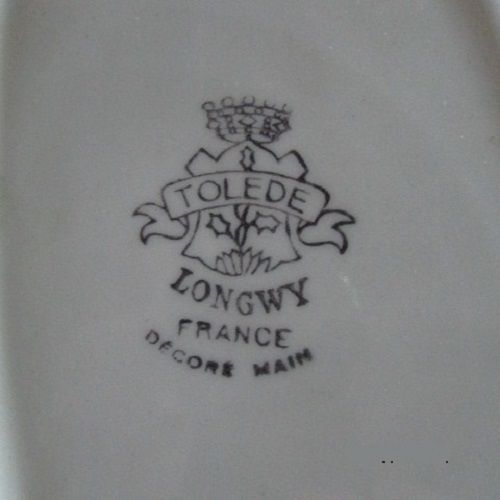 TOLEDE
LONGWY
FRANCE
DÉCORÉ MAIN